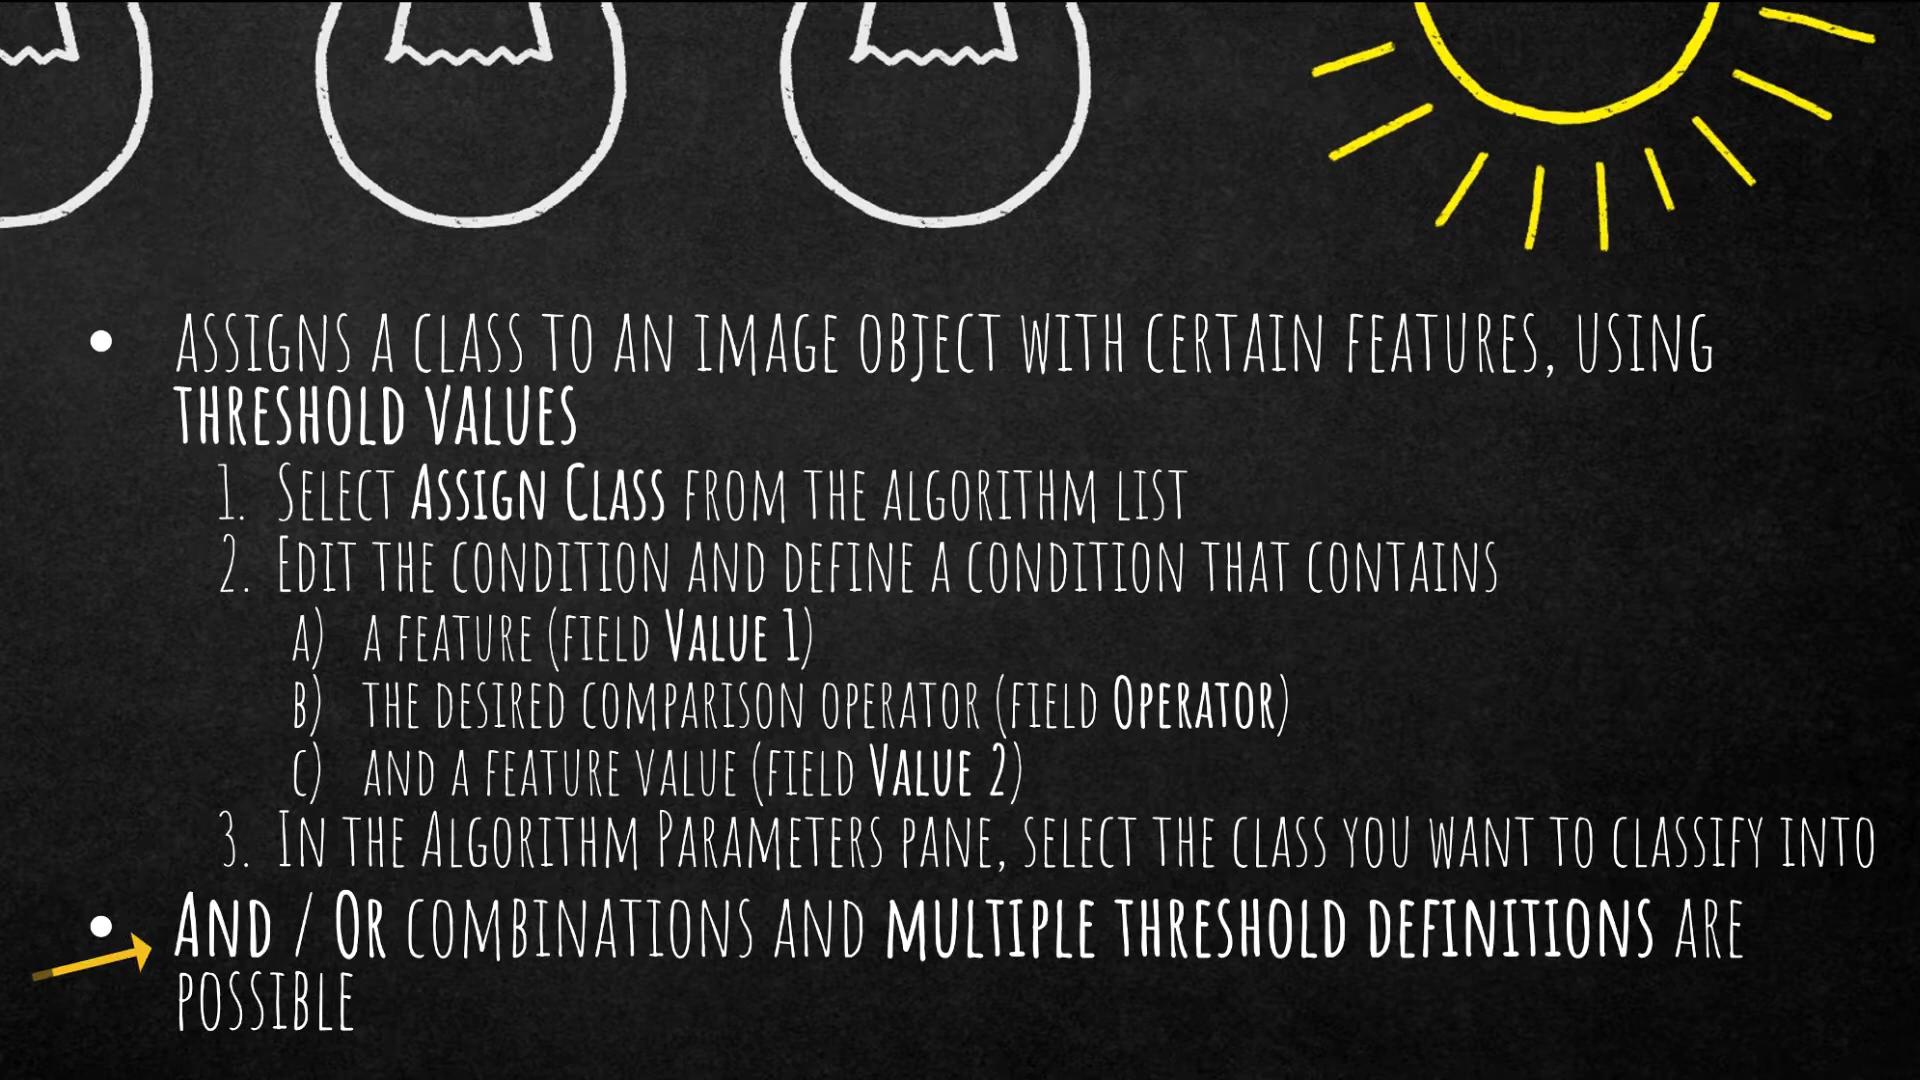 • ASSIGNS A CLASS TO AN IMAGE OBJECT WITH CERTAIN FEATURES, USING
THRESHOLD VALUES
1. SELECT ASSIGN CLASS FROM THE ALGORITHM LIST
2. EDIT THE CONDITION AND DEFINE A CONDITION THAT CONTAINS
A) A FEATURE (FIELD VALUE 1)
B) THE DESIRED COMPARISON OPERATOR (FIELD OPERATOR)
C) AND A FEATURE VALUE (FIELD VALUE 2)
3. IN THE ALGORITHM PARAMETERS PANE, SELECT THE CLASS YOU WANT TO CLASSIFY INTO
• AND / OR COMBINATIONS AND MULTIPLE THRESHOLD DEFINITIONS ARE
POSSIBLE